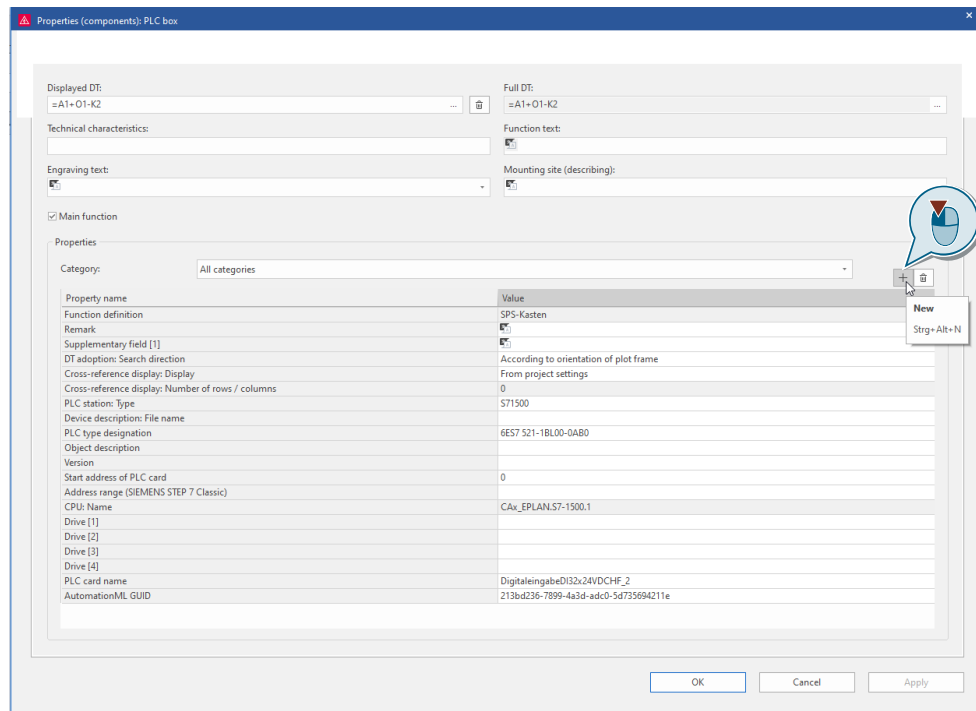 Properties (components): PLC box
Displayed DT:
Full DT:
=A1+O1-K2
...
=A1+O1-K2
...
Technical characteristics:
Function text:
Engraving text:
Mounting site (describing):
Main function
Properties
Category:
All categories
Property name Value
Function definition SPS-Kasten
Remark
Supplementary field [1]
DT adoption: Search direction According to orientation of plot frame
Cross-reference display: Display From project settings
Cross-reference display: Number of rows / columns 0
PLC station: Type S71500
Device description: File name
PLC type designation 6ES7 521-1BL00-0AB0
Object description
Version
Start address of PLC card 0
Address range (SIEMENS STEP 7 Classic)
CPU: Name CAx_EPLAN.S7-1500.1
Drive [1]
Drive [2]
Drive [3]
Drive [4]
PLC card name DigitaleingabeDI32x24VDCHF_2
AutomationML GUID 213bd236-7899-4a3d-adc0-5d735694211e
New
Strg+Alt+N
OK
Cancel
Apply